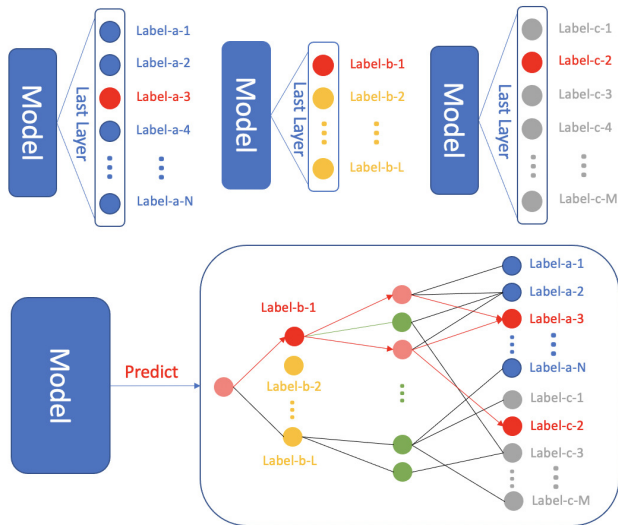 Model
Last Layer
Label-a-1
Label-a-2
Label-a-3
Label-a-4
Label-a-N
Model
Last Layer
Label-b-1
Label-b-2
Label-b-L
Model
Last Layer
Label-c-1
Label-c-2
Label-c-3
Label-c-4
Label-c-M
Model
Predict
Label-b-1
Label-b-2
Label-b-L
Label-a-1
Label-a-2
Label-a-3
Label-a-N
Label-c-1
Label-c-2
Label-c-3
Label-c-M